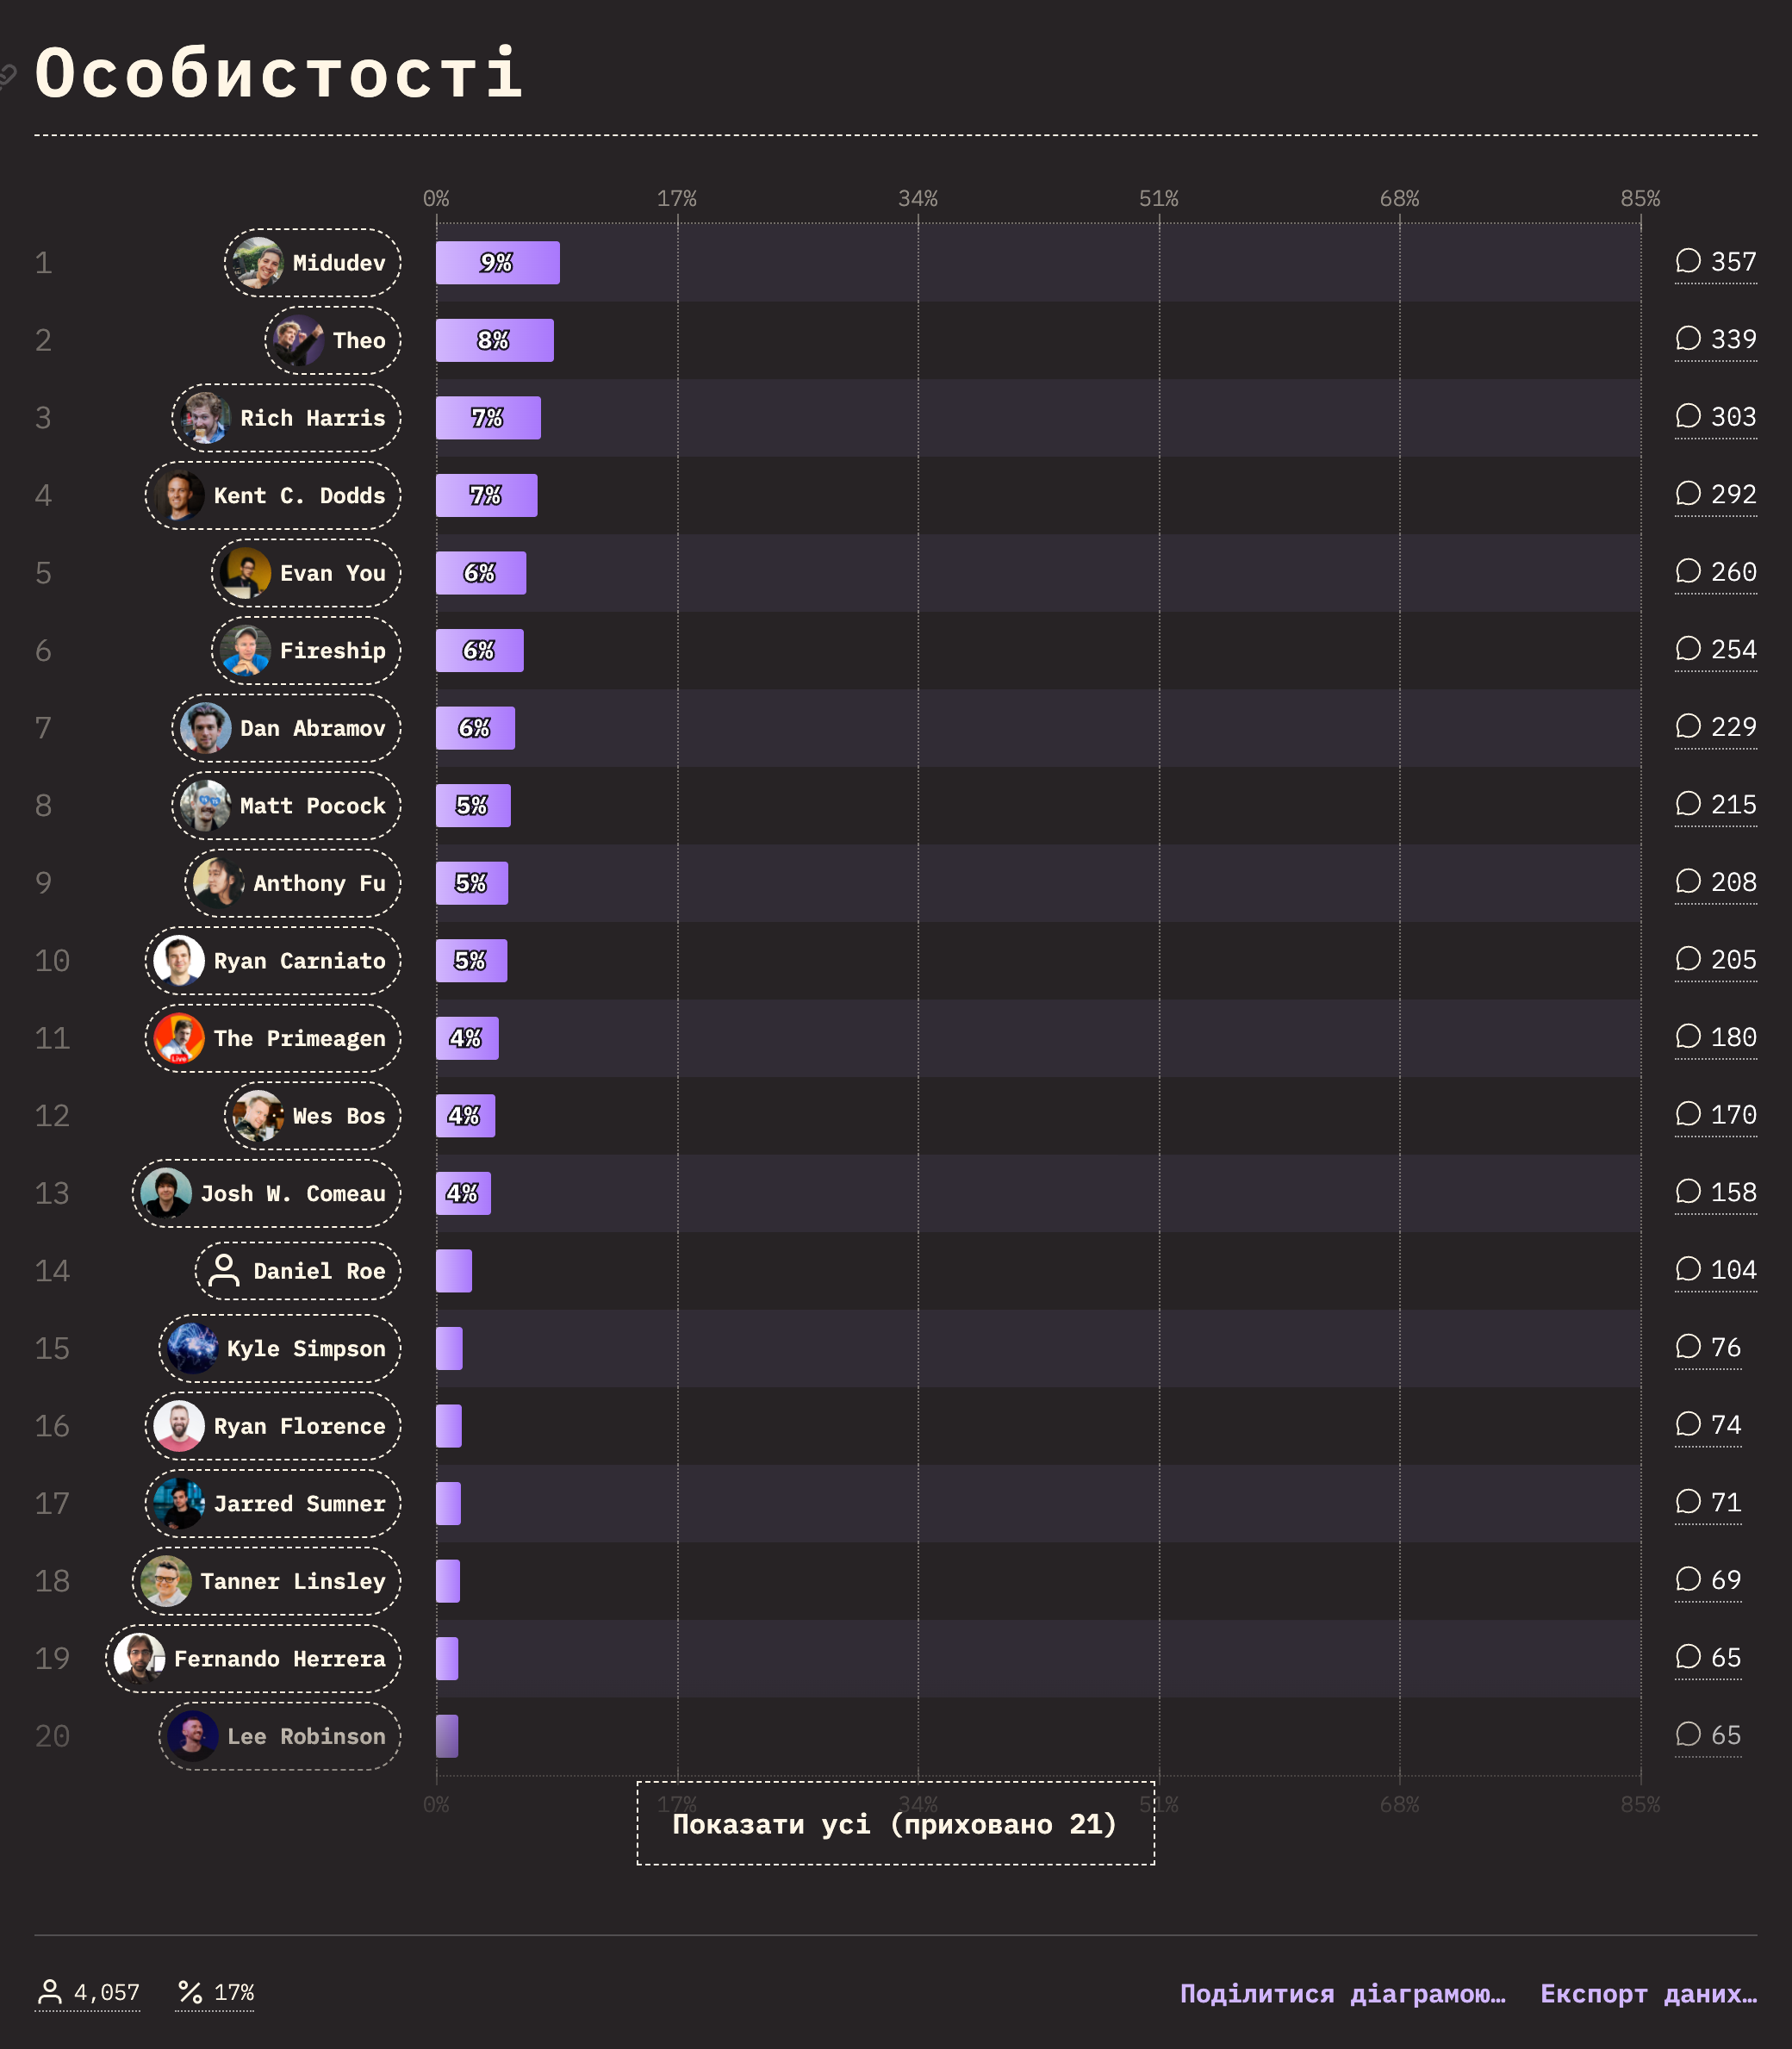 Особистості
0% 17% 34% 51% 68% 85%
1 Midudev 9% 357
2 Theo 8% 339
3 Rich Harris 7% 303
4 Kent C. Dodds 7% 292
5 Evan You 6% 260
6 Fireship 6% 254
7 Dan Abramov 6% 229
8 Matt Pocock 5% 215
9 Anthony Fu 5% 208
10 Ryan Carniato 5% 205
11 The Primeagen 4% 180
12 Wes Bos 4% 170
13 Josh W. Comeau 4% 158
14 Daniel Roe 104
15 Kyle Simpson 76
16 Ryan Florence 74
17 Jarred Sumner 71
18 Tanner Linsley 69
19 Fernando Herrera 65
20 Lee Robinson 65
0% 17% 34% 51% 68% 85%
Показати усі (приховано 21)
4,057 17% Поділитися діаграмою… Експорт даних…